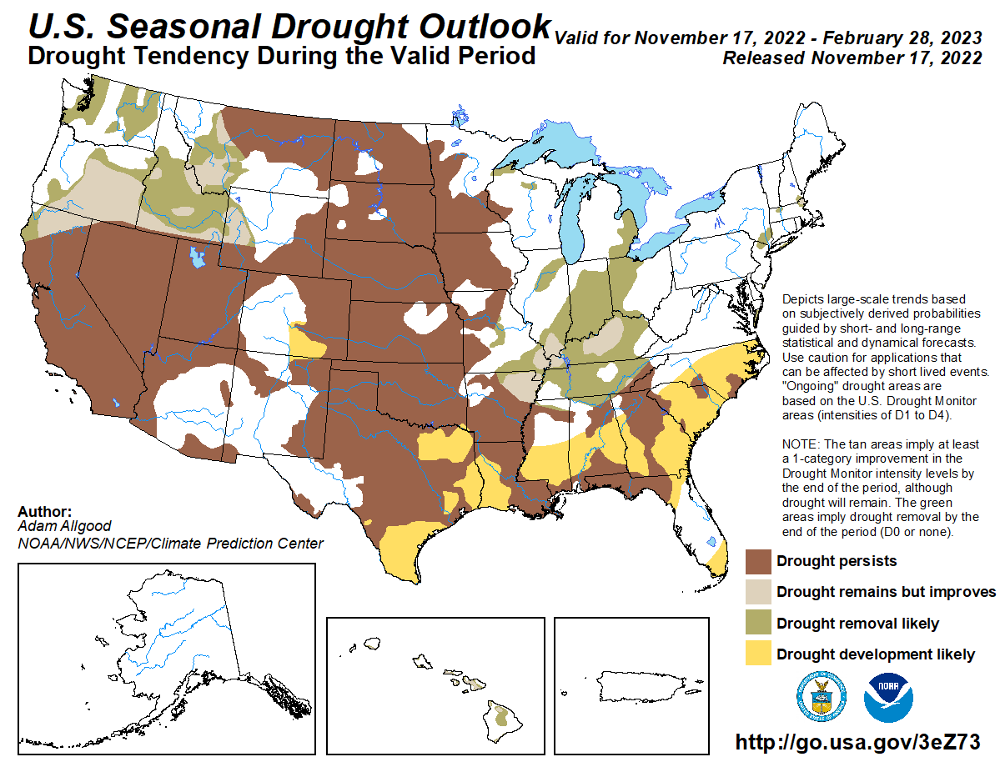 U.S. Seasonal Drought Outlook
Drought Tendency During the Valid Period
Valid for November 17, 2022 - February 28, 2023
Released November 17, 2022
Depicts large-scale trends based
on subjectively derived probabilities
guided by short- and long-range
statistical and dynamical forecasts.
Use caution for applications that
can be affected by short lived events.
"Ongoing" drought areas are
based on the U.S. Drought Monitor
areas (intensities of D1 to D4).
NOTE: The tan areas imply at least
a 1-category improvement in the
Drought Monitor intensity levels by
the end of the period, although
drought will remain. The green
areas imply drought removal by the
end of the period (D0 or none).
Author:
Adam Allgood
NOAA/NWS/NCEP/Climate Prediction Center
Drought persists
Drought remains but improves
Drought removal likely
Drought development likely
NOAA
http://go.usa.gov/3eZ73